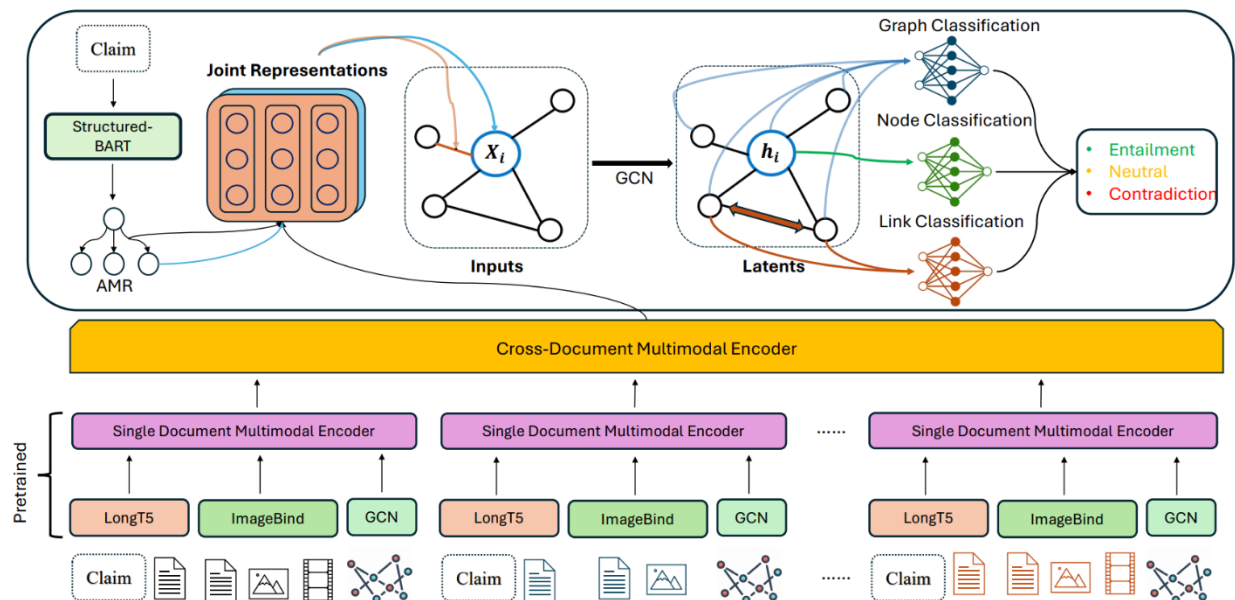 Claim
Structured-
BART
AMR
Joint Representations
X_i
Inputs
GCN
h_i
Latents
Graph Classification
Node Classification
Link Classification
• Entailment
• Neutral
• Contradiction
Cross-Document Multimodal Encoder
Pretrained
Single Document Multimodal Encoder
Single Document Multimodal Encoder
......
Single Document Multimodal Encoder
LongT5
ImageBind
GCN
LongT5
ImageBind
GCN
LongT5
ImageBind
GCN
Claim
Claim
......
Claim